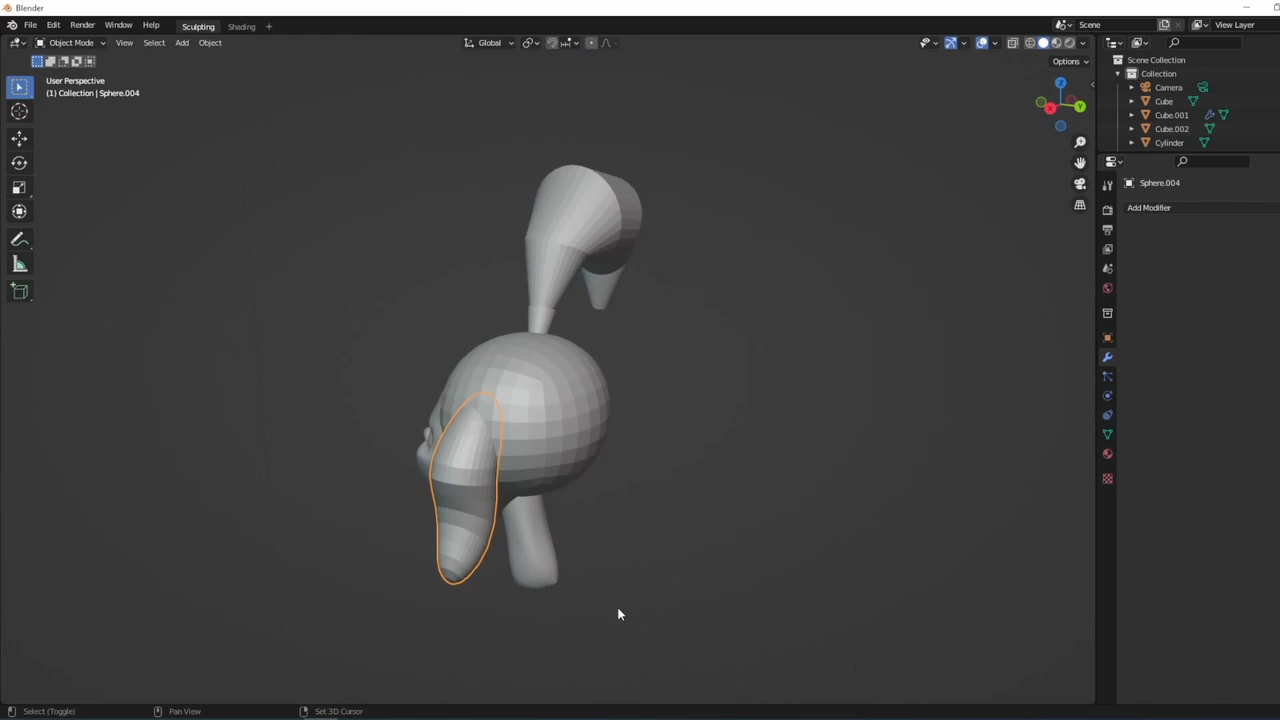 Blender
File Edit Render Window Help Sculpting Shading + Scene View Layer
Object Mode View Select Add Object Global
Options
User Perspective
(1) Collection | Sphere.004
Z
Y
X
Scene Collection
Collection
Camera
Cube
Cube.001
Cube.002
Cylinder
Sphere.004
Add Modifier
Select (Toggle) Pan View Set 3D Cursor